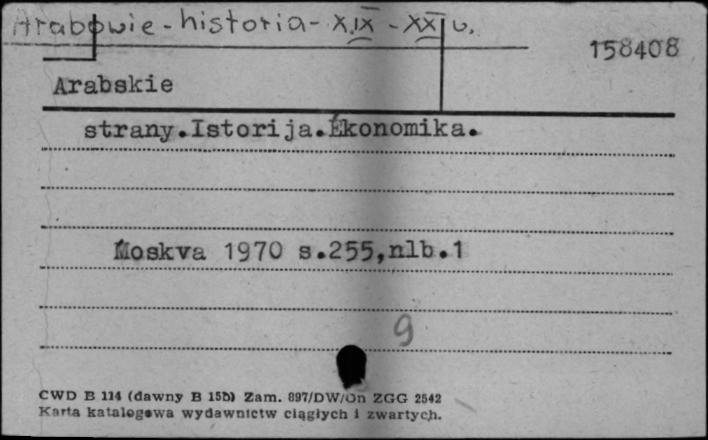 Arabowie - historia - XIX - XX w.
158408
Arabskie
strany.Istorija.Ékonomika.
Moskva 1970 s.255,nlb.1
9
CWD B 114 (dawny B 15b) Zam. 897/DW/On ZGG 2542
Karta katalogowa wydawnictw ciągłych i zwartych.